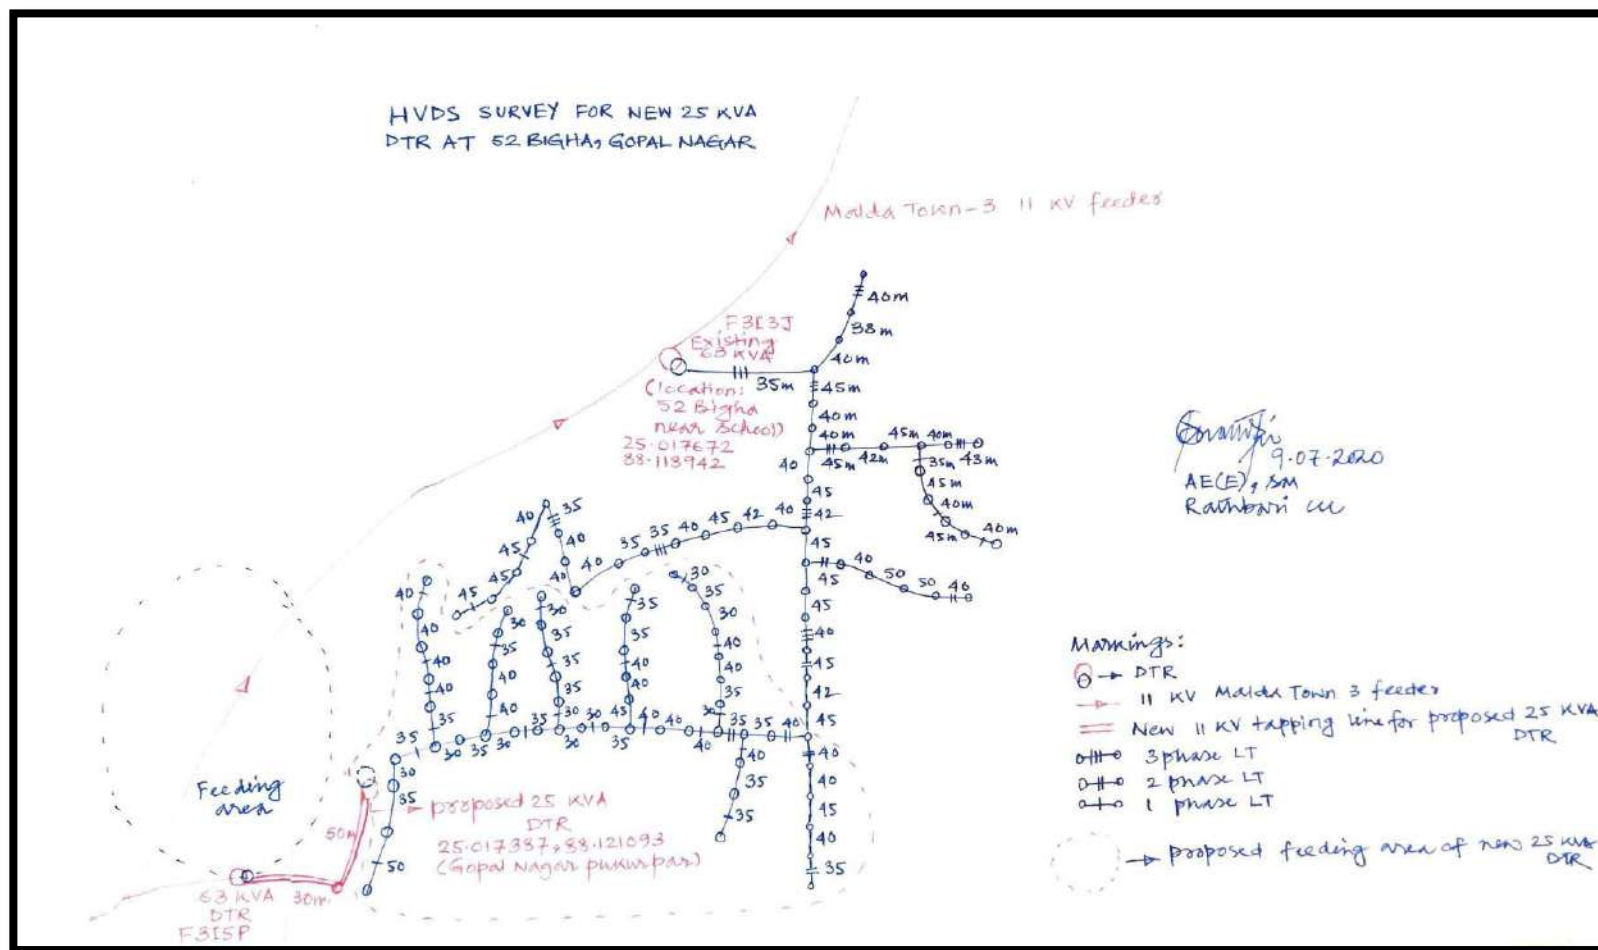 HVDS SURVEY FOR NEW 25 KVA
DTR AT 52 BIGHA, GOPAL NAGAR
Malda Town-3 11 KV feeder
F3E3J
Existing
63 KVA
(location:
52 Bigha
near School)
25.017672
88.118942
35m
40m
38m
40m
45m
40m
40m
45m
42m
45m
40m
43m
35m
45m
40m
45m
40m
40
45
42
45
45
45
40
45
42
45
40
40
45
40
35
40
50
50
40
40
42
45
40
35
35
40
40
40
35
40
45
45
45
40
40
40
40
35
30
35
40
40
30
35
35
35
30
35
35
40
40
45
30
35
30
40
40
35
30
35
30
30
35
30
35
30
30
35
40
40
40
35
35
40
40
35
35
30
35
50
Feeding
area
50m
30m
63 KVA
DTR
F3I5P
proposed 25 KVA
DTR
25.017387, 88.121093
(Gopal Nagar pukurpar)
9.07.2020
AE(E), SM
Rathbari CCC
Markings:
→ DTR
11 KV Malda Town 3 feeder
New 11 KV tapping line for proposed 25 KVA
DTR
3 phase LT
2 phase LT
1 phase LT
→ proposed feeding area of new 25 KVA
DTR